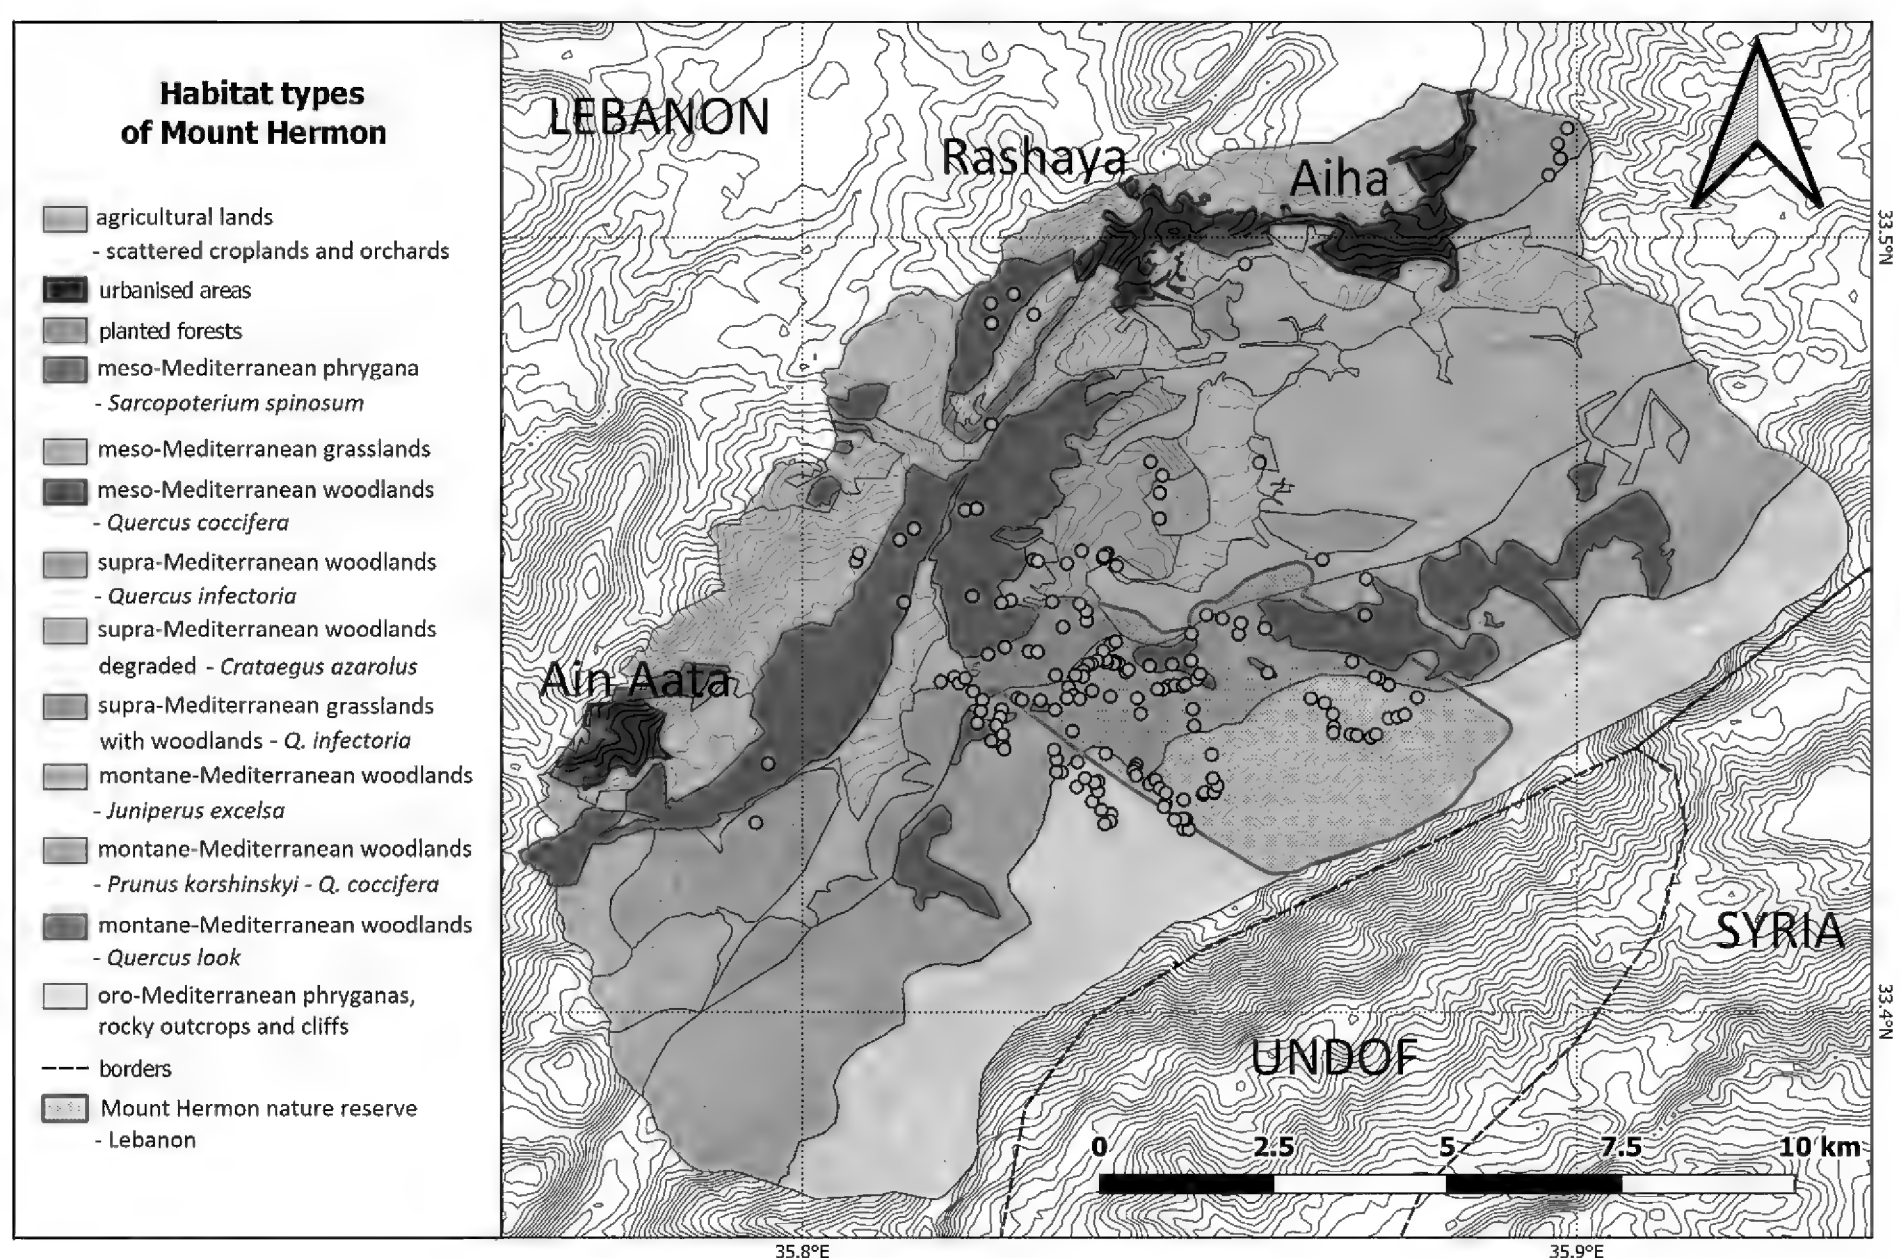 Habitat types
of Mount Hermon
agricultural lands
- scattered croplands and orchards
urbanised areas
planted forests
meso-Mediterranean phrygana
- Sarcopoterium spinosum
meso-Mediterranean grasslands
meso-Mediterranean woodlands
- Quercus coccifera
supra-Mediterranean woodlands
- Quercus infectoria
supra-Mediterranean woodlands
degraded - Crataegus azarolus
supra-Mediterranean grasslands
with woodlands - Q. infectoria
montane-Mediterranean woodlands
- Juniperus excelsa
montane-Mediterranean woodlands
- Prunus korshinskyi - Q. coccifera
montane-Mediterranean woodlands
- Quercus look
oro-Mediterranean phryganas,
rocky outcrops and cliffs
borders
Mount Hermon nature reserve
- Lebanon
LEBANON
Rashaya
Aiha
Ain Aata
SYRIA
UNDOF
0 2.5 5 7.5 10 km
33.5°N
33.4°N
35.8°E
35.9°E